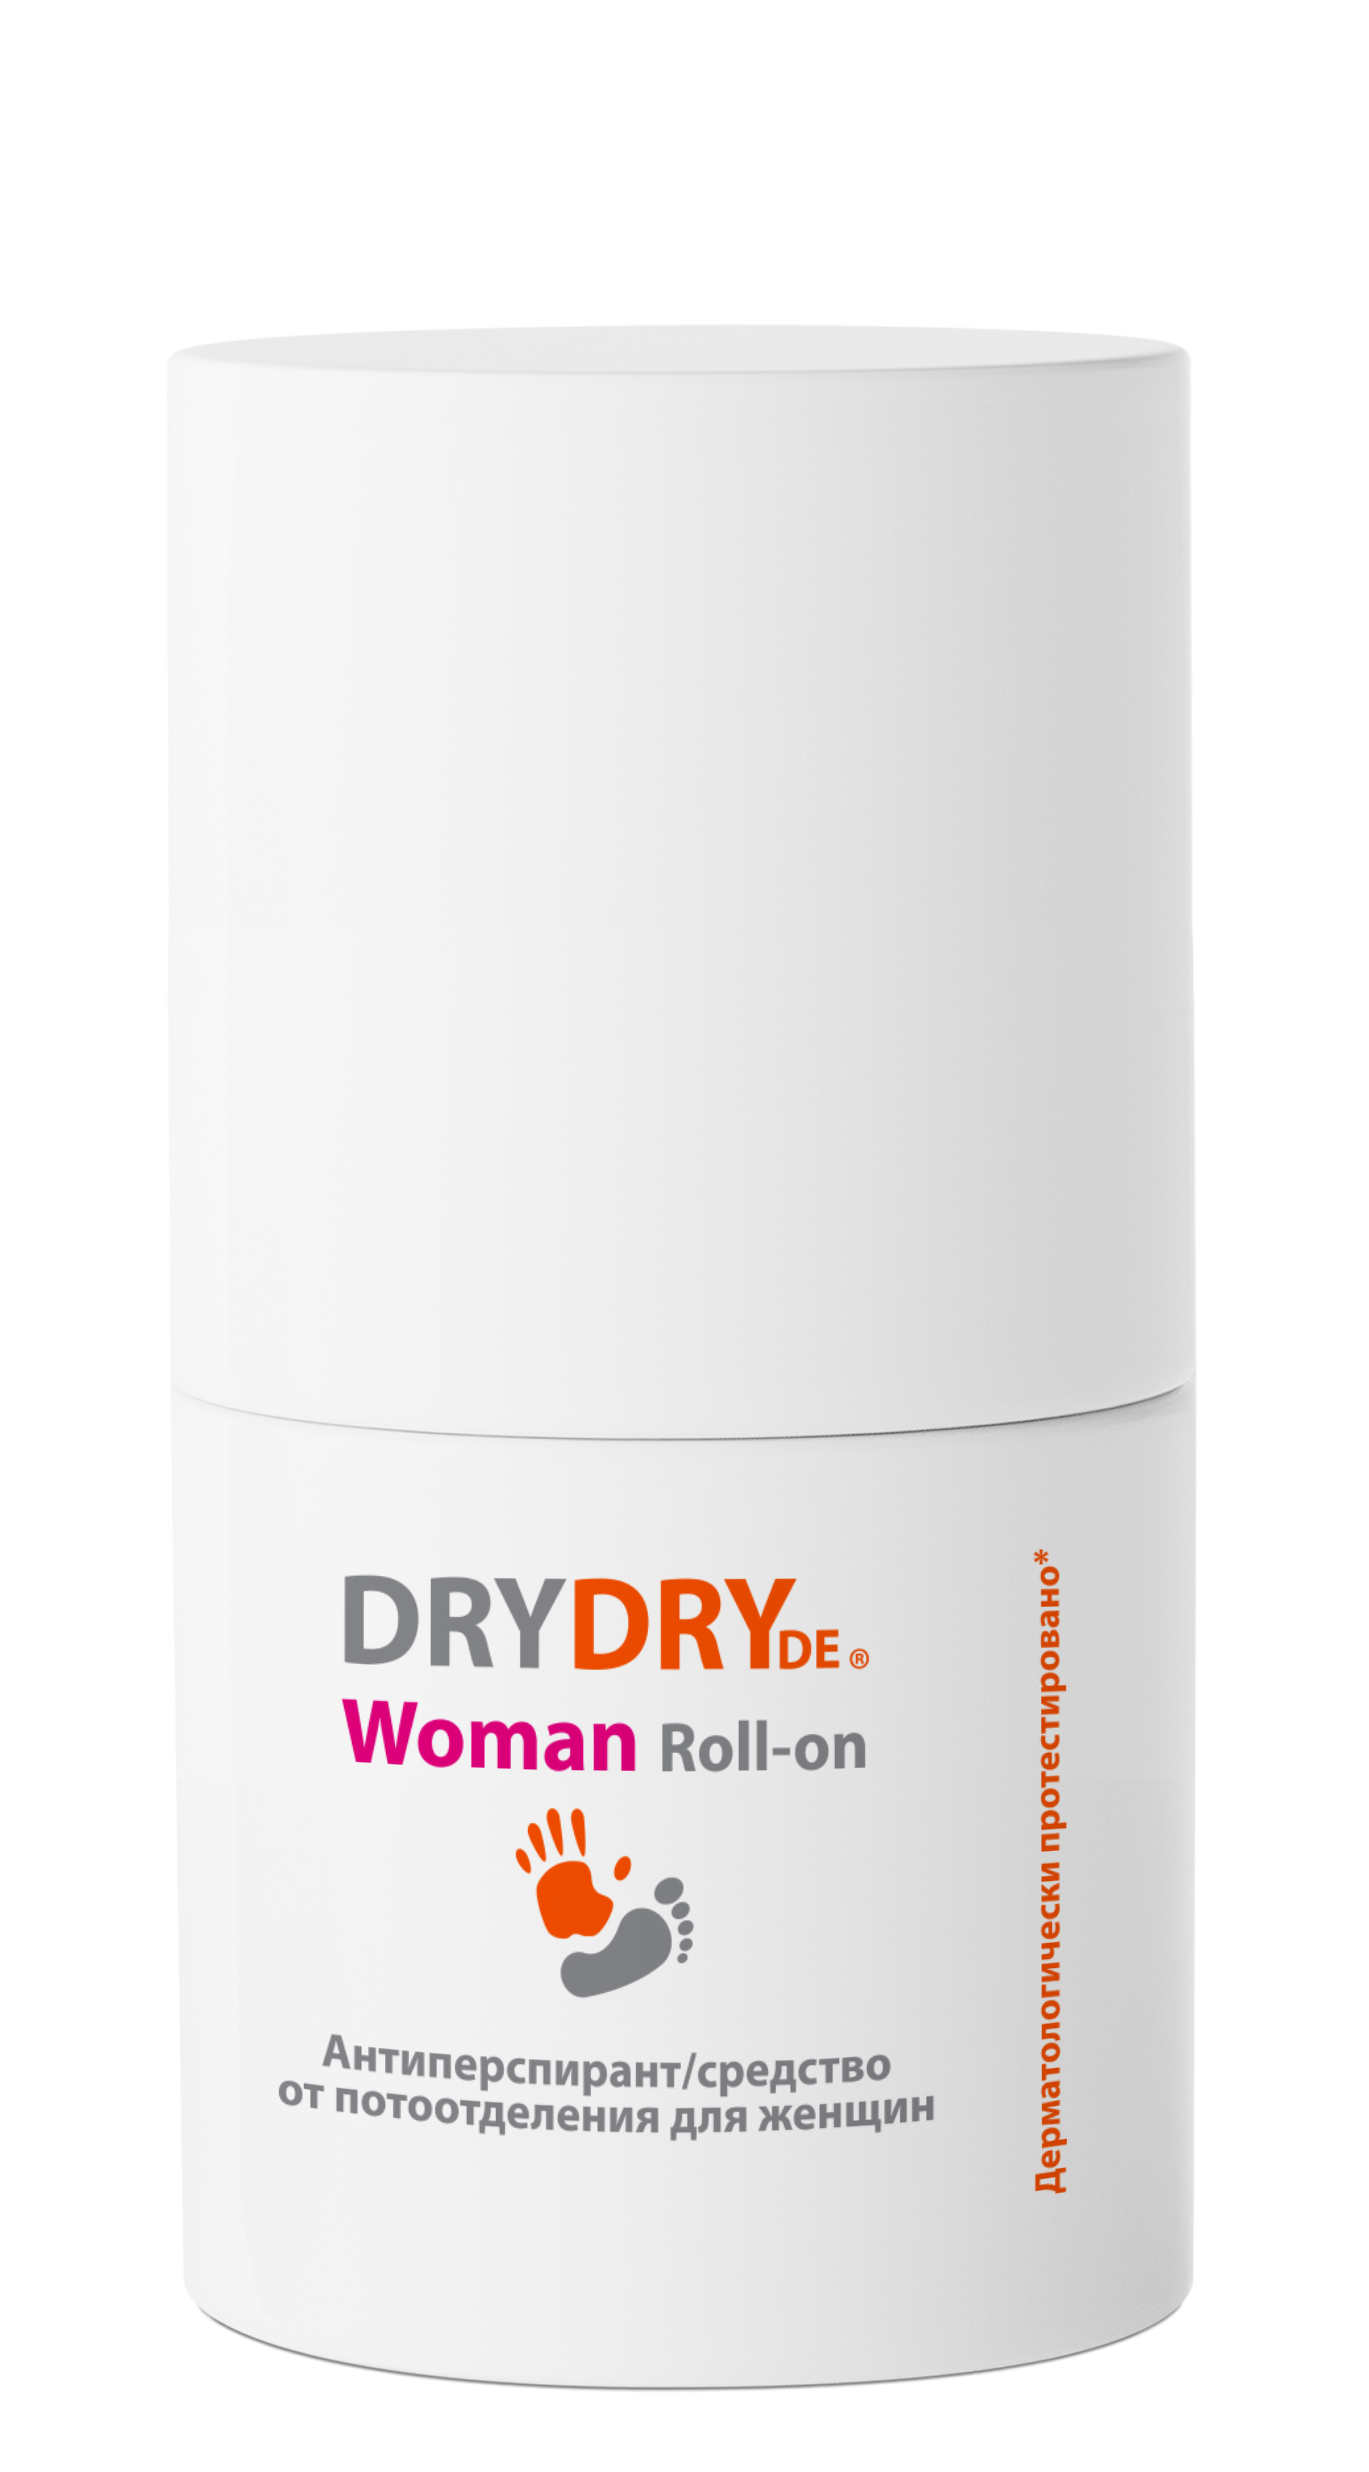 DRYDRYDE®
Woman Roll-on
Антиперспирант/средство
от потоотделения для женщин
Дерматологически протестировано*